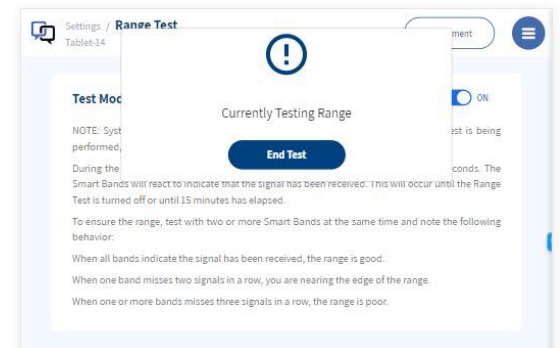 Settings / Range Test
Tablet-14
ment
Currently Testing Range
End Test
Test Mod
ON
NOTE: Syst
est is being
performed,
During the
conds. The
Smart Bands will react to indicate that the signal has been received. This will occur until the Range
Test is turned off or until 15 minutes has elapsed.
To ensure the range, test with two or more Smart Bands at the same time and note the following
behavior:
When all bands indicate the signal has been received, the range is good.
When one band misses two signals in a row, you are nearing the edge of the range.
When one or more bands misses three signals in a row, the range is poor.